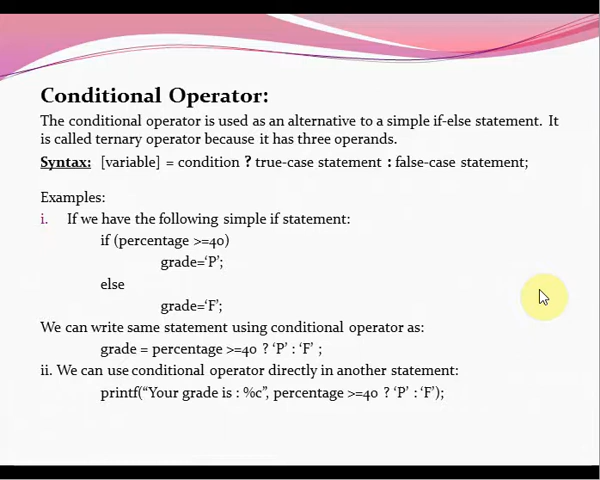 Conditional Operator:
The conditional operator is used as an alternative to a simple if-else statement. It
is called ternary operator because it has three operands.
Syntax: [variable] = condition ? true-case statement : false-case statement;
Examples:
i. If we have the following simple if statement:
if (percentage >=40)
grade=‘P’;
else
grade=‘F’;
We can write same statement using conditional operator as:
grade = percentage >=40 ? ‘P’ : ‘F’ ;
ii. We can use conditional operator directly in another statement:
printf(“Your grade is : %c”, percentage >=40 ? ‘P’ : ‘F’);